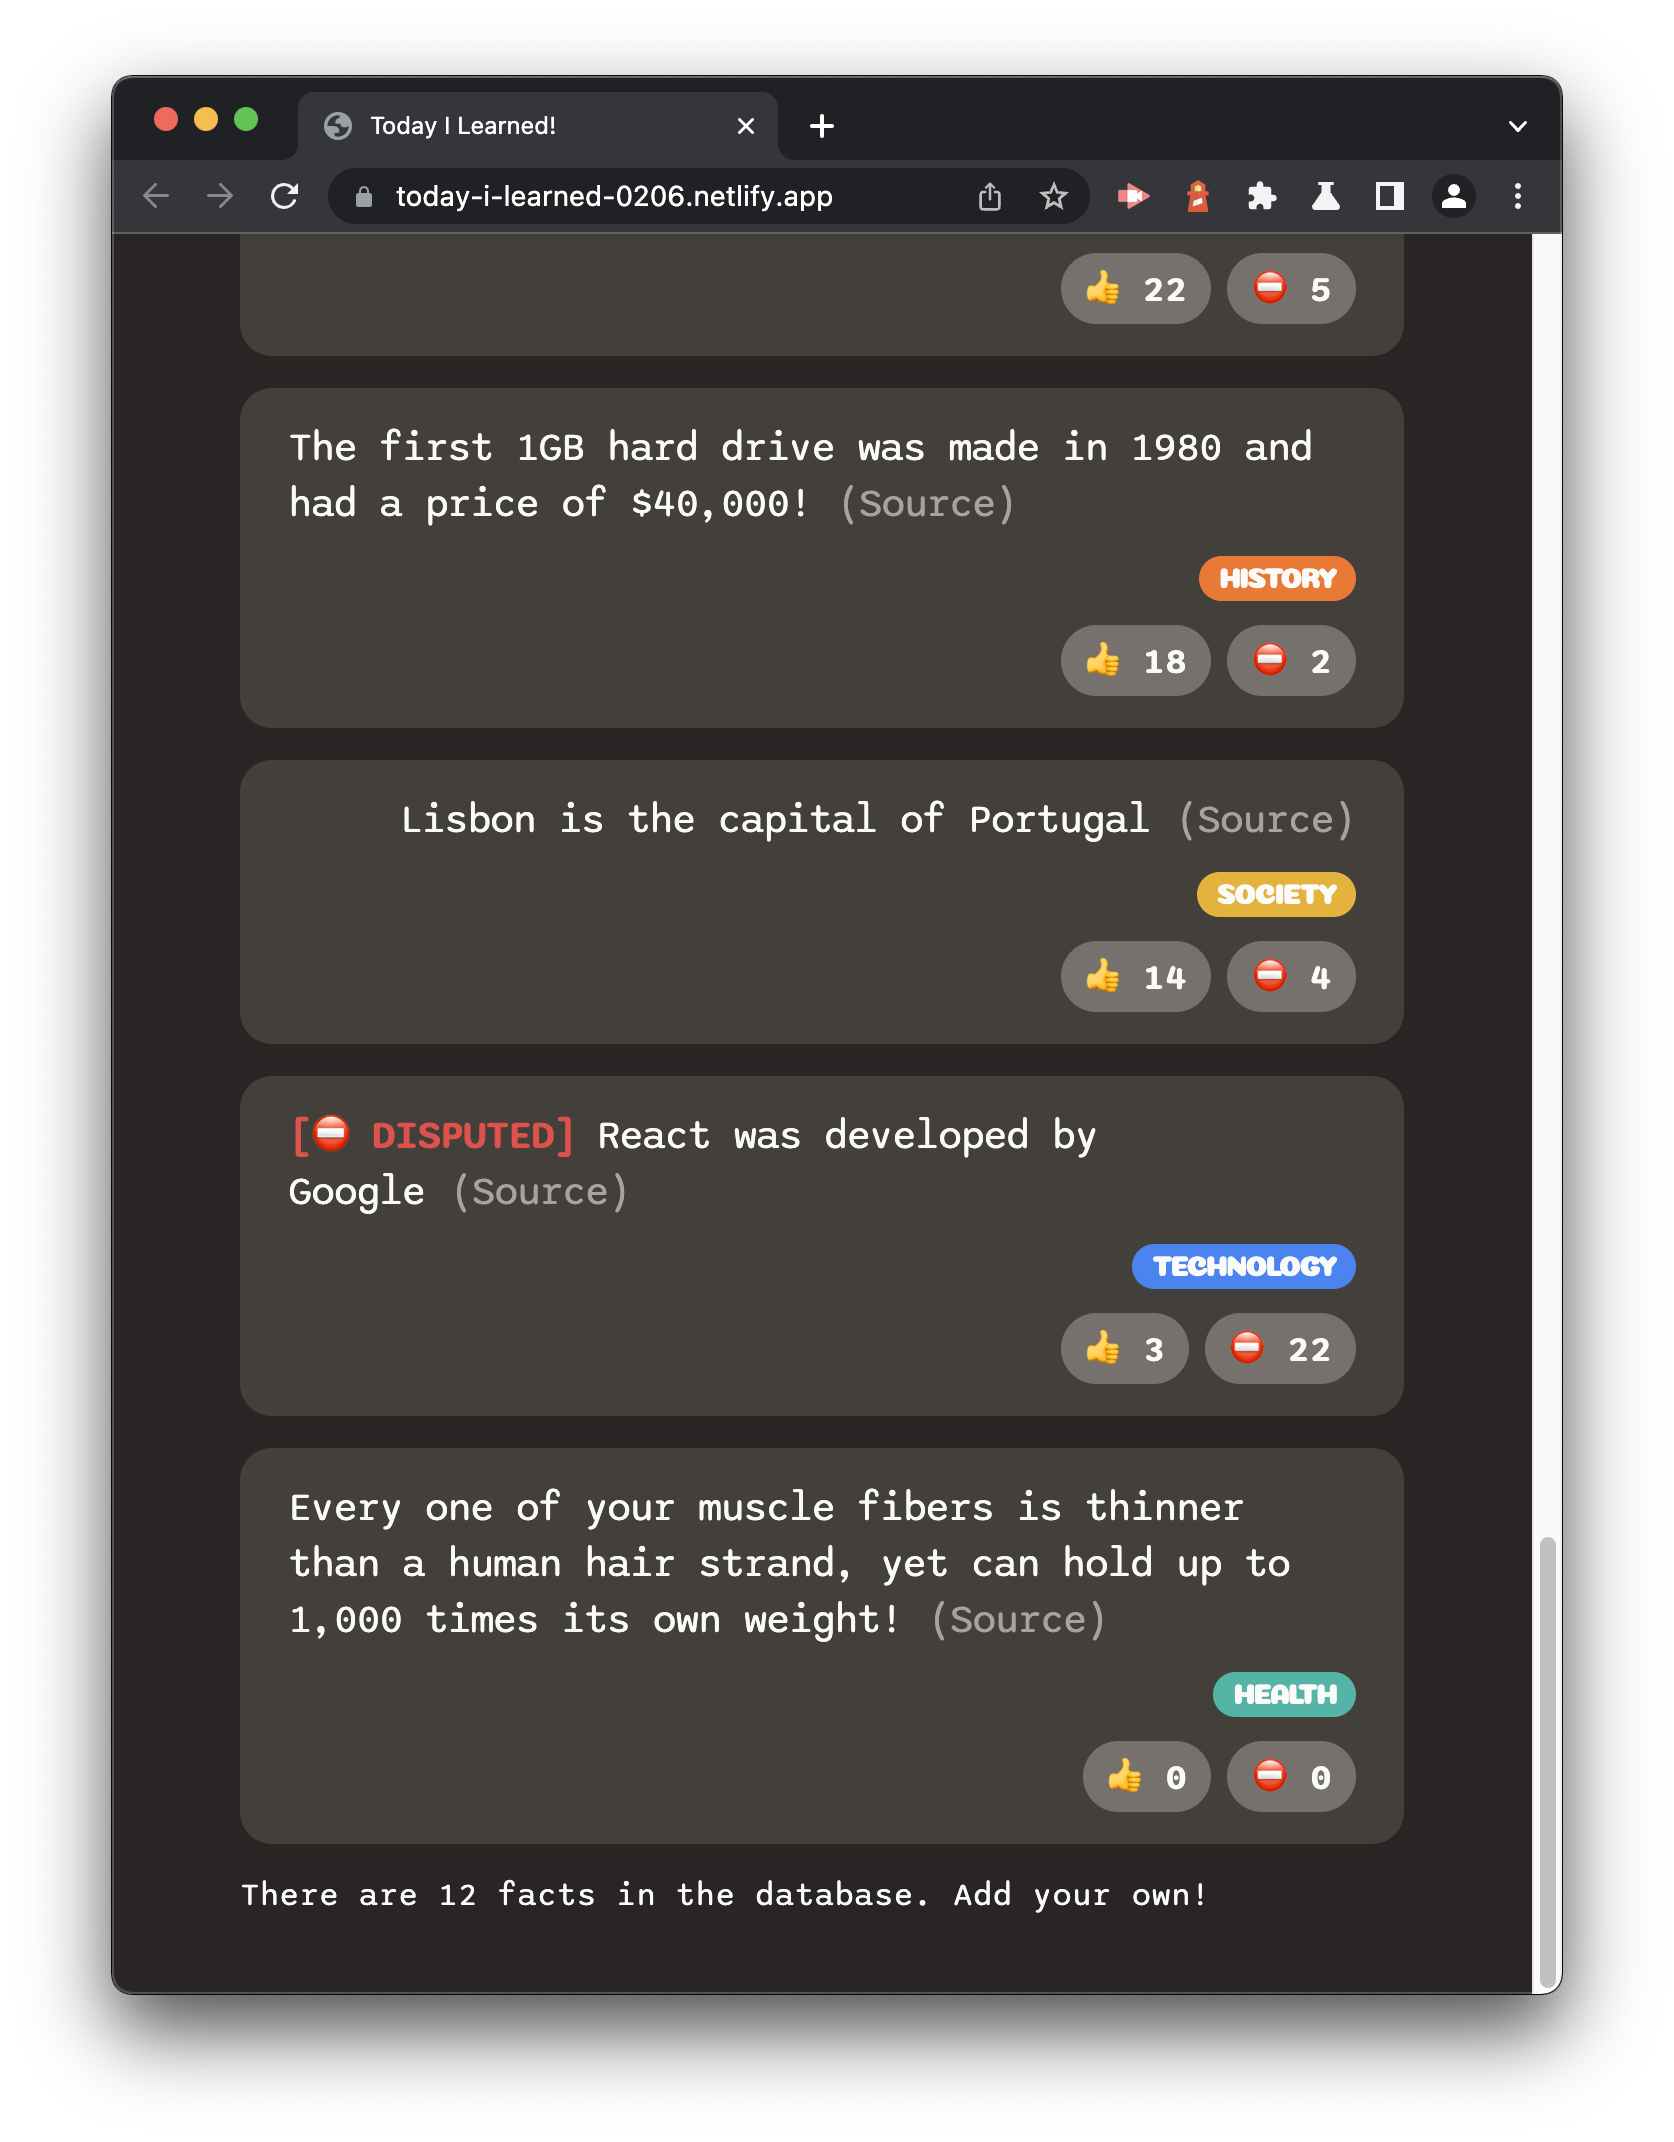 Today I Learned!
today-i-learned-0206.netlify.app
👍 22 ⛔ 5
The first 1GB hard drive was made in 1980 and
had a price of $40,000! (Source)
HISTORY
👍 18 ⛔ 2
Lisbon is the capital of Portugal (Source)
SOCIETY
👍 14 ⛔ 4
[⛔ DISPUTED] React was developed by
Google (Source)
TECHNOLOGY
👍 3 ⛔ 22
Every one of your muscle fibers is thinner
than a human hair strand, yet can hold up to
1,000 times its own weight! (Source)
HEALTH
👍 0 ⛔ 0
There are 12 facts in the database. Add your own!